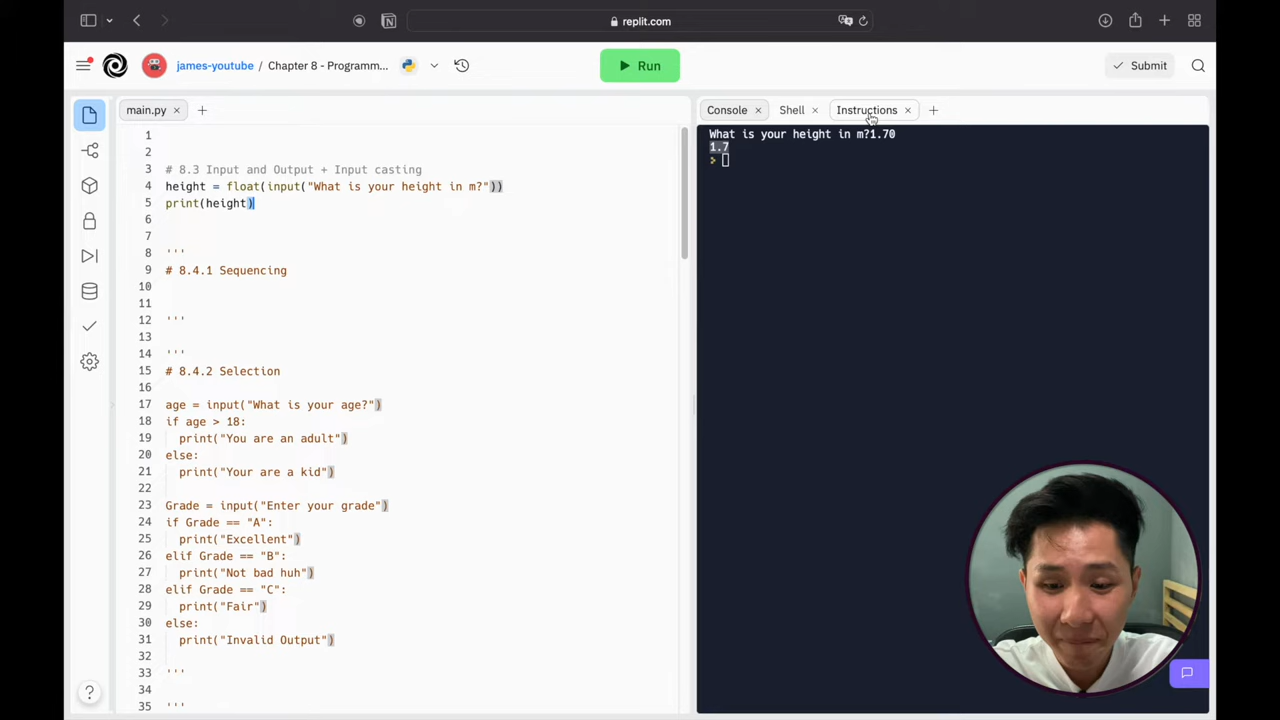 replit.com
james-youtube / Chapter 8 - Programm...
Run
Submit
main.py
Console
Shell
Instructions
1
2
3 # 8.3 Input and Output + Input casting
4 height = float(input("What is your height in m?"))
5 print(height)
6
7
8 '''
9 # 8.4.1 Sequencing
10
11
12 '''
13
14 '''
15 # 8.4.2 Selection
16
17 age = input("What is your age?")
18 if age > 18:
19 print("You are an adult")
20 else:
21 print("Your are a kid")
22
23 Grade = input("Enter your grade")
24 if Grade == "A":
25 print("Excellent")
26 elif Grade == "B":
27 print("Not bad huh")
28 elif Grade == "C":
29 print("Fair")
30 else:
31 print("Invalid Output")
32
33 '''
34
35 '''
What is your height in m?1.70
1.7